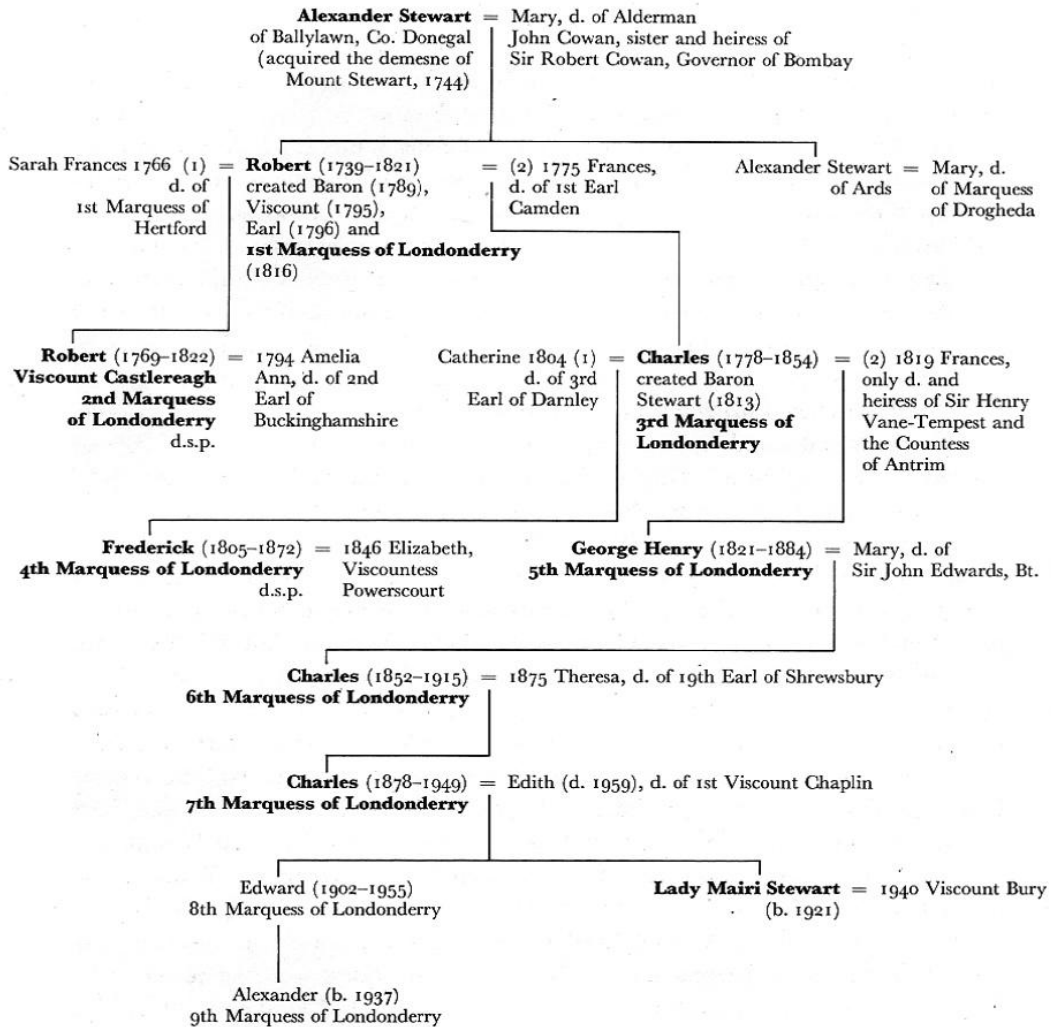 Alexander Stewart = Mary, d. of Alderman
of Ballylawn, Co. Donegal John Cowan, sister and heiress of
(acquired the demesne of Sir Robert Cowan, Governor of Bombay
Mount Stewart, 1744)
Sarah Frances 1766 (1) = Robert (1739–1821) = (2) 1775 Frances, Alexander Stewart = Mary, d.
d. of created Baron (1789), d. of 1st Earl of Ards of Marquess
1st Marquess of Viscount (1795), Camden of Drogheda
Hertford Earl (1796) and
1st Marquess of Londonderry
(1816)
Robert (1769–1822) = 1794 Amelia Catherine 1804 (1) = Charles (1778–1854) = (2) 1819 Frances,
Viscount Castlereagh Ann, d. of 2nd d. of 3rd created Baron only d. and
2nd Marquess Earl of Earl of Darnley Stewart (1813) heiress of Sir Henry
of Londonderry Buckinghamshire 3rd Marquess of Vane-Tempest and
d.s.p. Londonderry the Countess
of Antrim
Frederick (1805–1872) = 1846 Elizabeth, George Henry (1821–1884) = Mary, d. of
4th Marquess of Londonderry Viscountess 5th Marquess of Londonderry Sir John Edwards, Bt.
d.s.p. Powerscourt
Charles (1852–1915) = 1875 Theresa, d. of 19th Earl of Shrewsbury
6th Marquess of Londonderry
Charles (1878–1949) = Edith (d. 1959), d. of 1st Viscount Chaplin
7th Marquess of Londonderry
Edward (1902–1955) Lady Mairi Stewart = 1940 Viscount Bury
8th Marquess of Londonderry (b. 1921)
Alexander (b. 1937)
9th Marquess of Londonderry